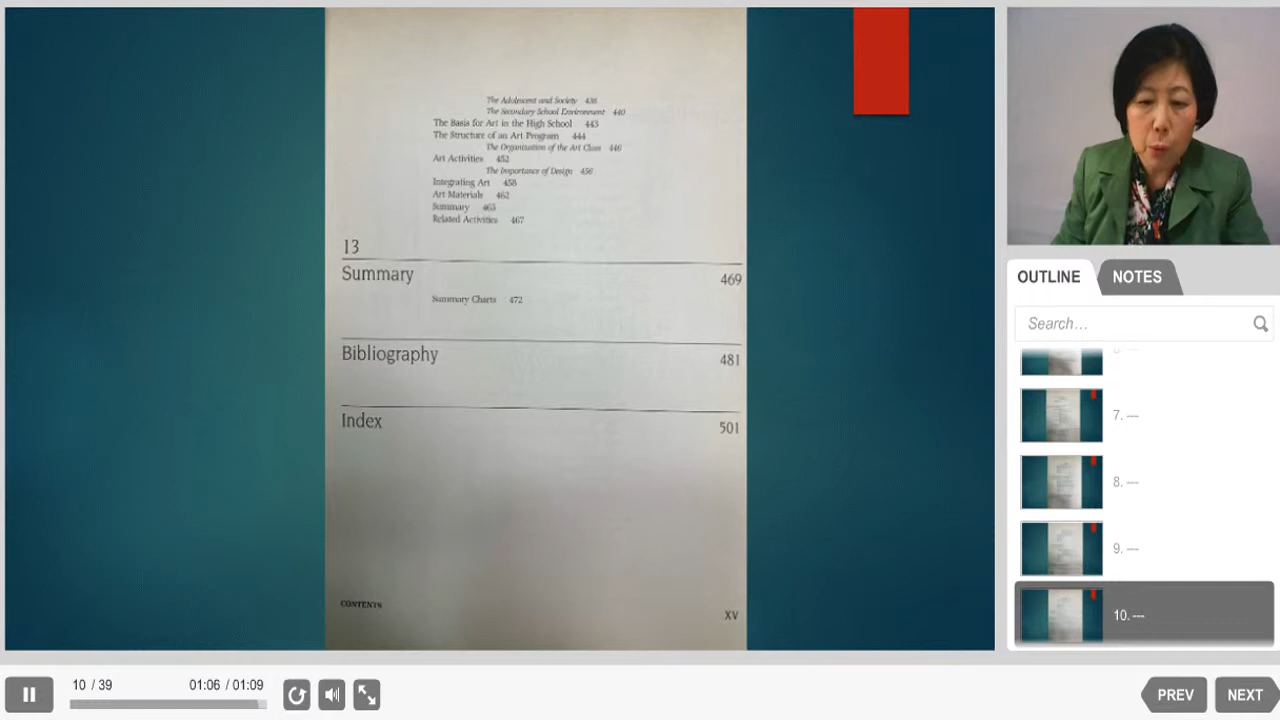 The Adolescent and Society 438
The Secondary School Environment 440
The Basis for Art in the High School 443
The Structure of an Art Program 444
The Organization of the Art Class 446
Art Activities 452
The Importance of Design 456
Integrating Art 458
Art Materials 462
Summary 465
Related Activities 467
13
Summary 469
Summary Charts 472
Bibliography 481
Index 501
CONTENTS
XV
OUTLINE
NOTES
Search...
7. ---
8. ---
9. ---
10. ---
10 / 39
01:06 / 01:09
PREV
NEXT